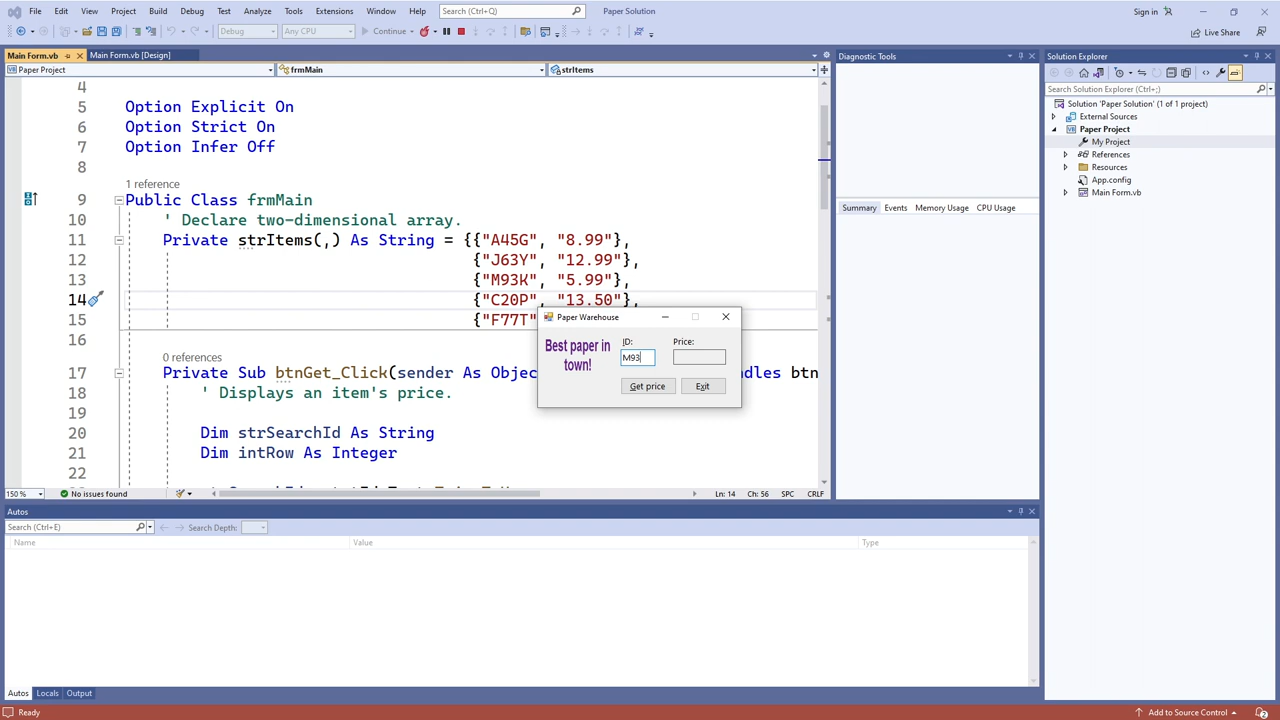 File Edit View Project Build Debug Test Analyze Tools Extensions Window Help Search (Ctrl+Q) Paper Solution Sign in
Debug Any CPU Continue Live Share
Main Form.vb Main Form.vb [Design]
Paper Project frmMain strItems
4
5 Option Explicit On
6 Option Strict On
7 Option Infer Off
8
1 reference
9 Public Class frmMain
10 ' Declare two-dimensional array.
11 Private strItems(,) As String = {{"A45G", "8.99"},
12 {"J63Y", "12.99"},
13 {"M93K", "5.99"},
14 {"C20P", "13.50"},
15 {"F77T"
16
0 references
17 Private Sub btnGet_Click(sender As Objec ndles btn
18 ' Displays an item's price.
19
20 Dim strSearchId As String
21 Dim intRow As Integer
22
150 % No issues found Ln: 14 Ch: 56 SPC CRLF
Paper Warehouse
Best paper in town!
ID: Price:
M93
Get price Exit
Diagnostic Tools
Summary Events Memory Usage CPU Usage
Solution Explorer
Search Solution Explorer (Ctrl+;)
Solution 'Paper Solution' (1 of 1 project)
External Sources
Paper Project
My Project
References
Resources
App.config
Main Form.vb
Autos
Search (Ctrl+E) Search Depth:
Name Value Type
Autos Locals Output
Ready Add to Source Control 2